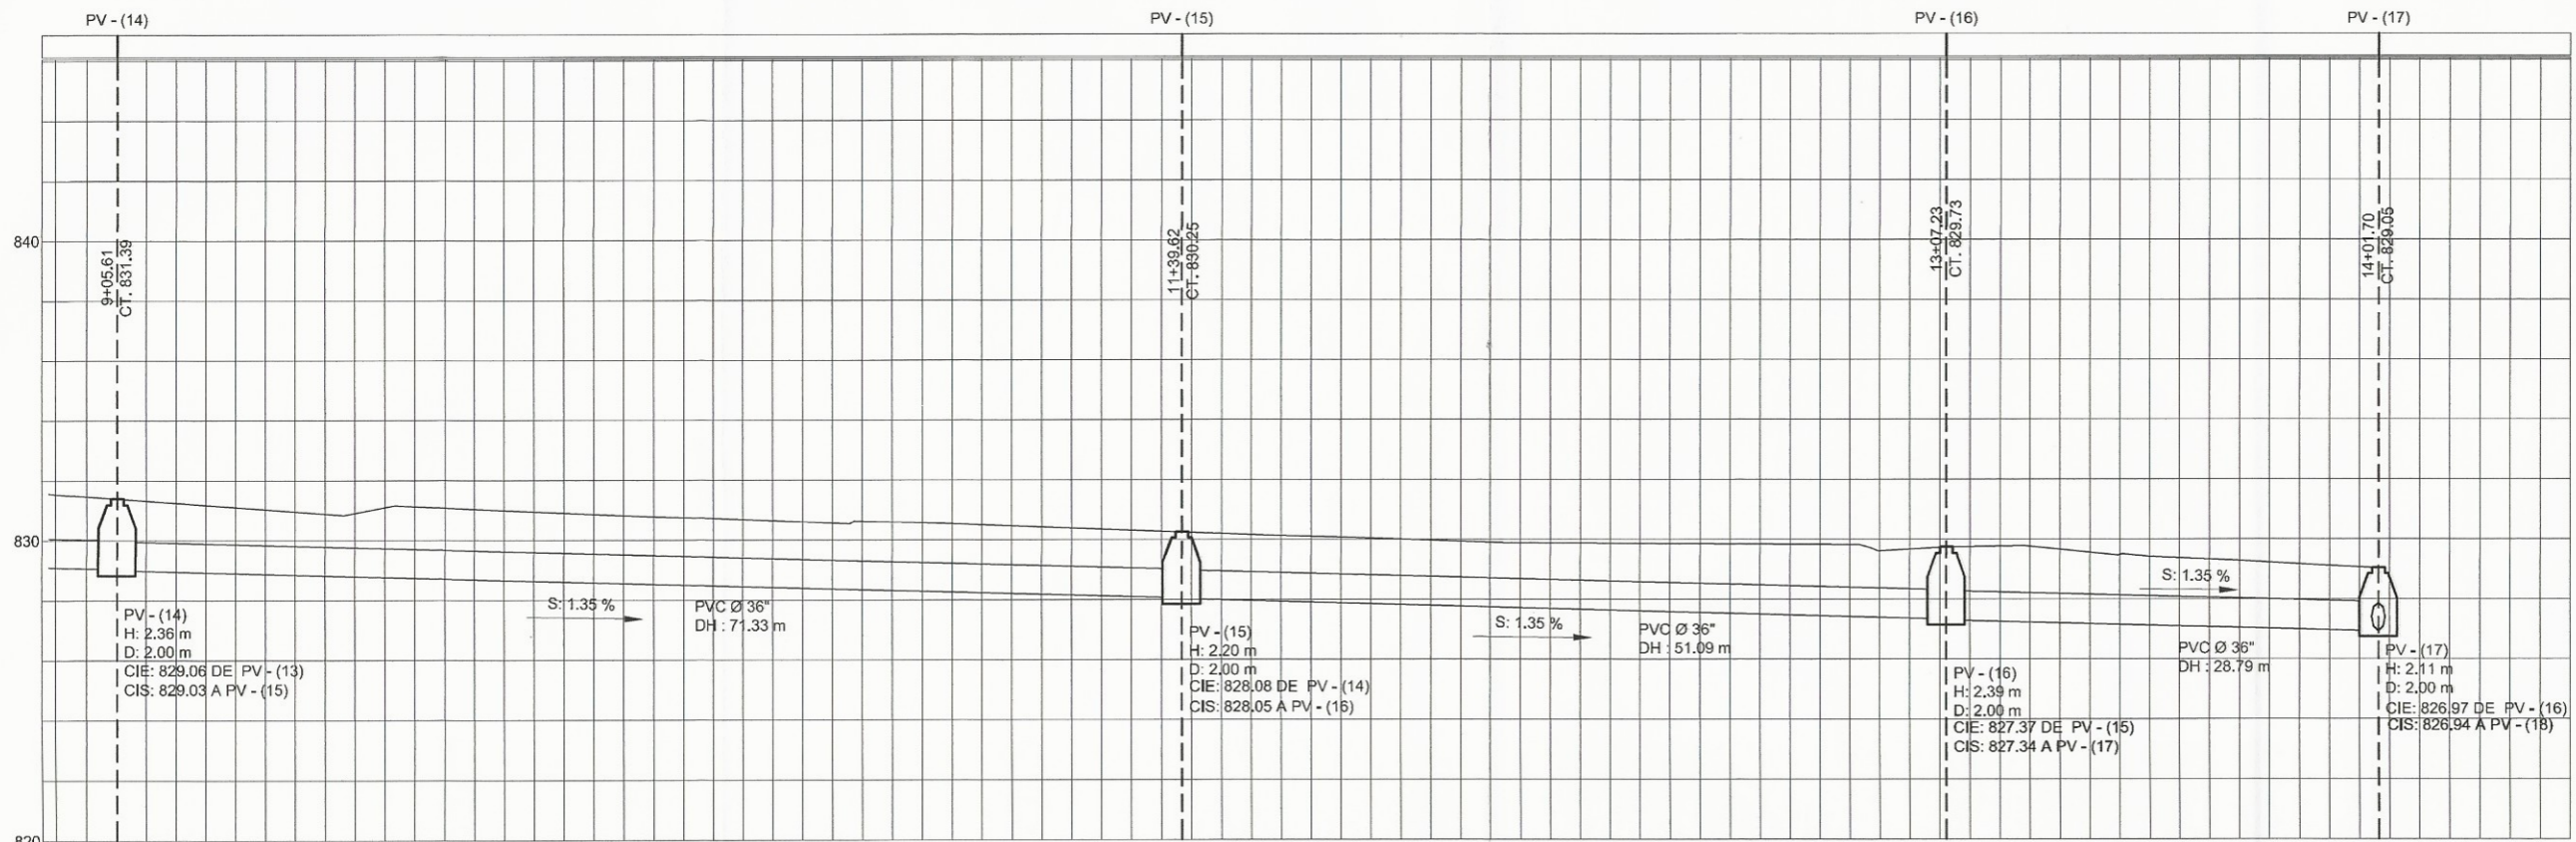 PV - (14)
PV - (15)
PV - (16)
PV - (17)
840
830
820
9+05.61
CT. 831.39
11+39.62
CT. 830.25
13+07.23
CT. 829.73
14+01.70
CT. 829.05
S: 1.35 %
PVC Ø 36"
DH : 71.33 m
S: 1.35 %
PVC Ø 36"
DH : 51.09 m
S: 1.35 %
PVC Ø 36"
DH : 28.79 m
PV - (14)
H: 2.36 m
D: 2.00 m
CIE: 829.06 DE PV - (13)
CIS: 829.03 A PV - (15)
PV - (15)
H: 2.20 m
D: 2.00 m
CIE: 828.08 DE PV - (14)
CIS: 828.05 A PV - (16)
PV - (16)
H: 2.39 m
D: 2.00 m
CIE: 827.37 DE PV - (15)
CIS: 827.34 A PV - (17)
PV - (17)
H: 2.11 m
D: 2.00 m
CIE: 826.97 DE PV - (16)
CIS: 826.94 A PV - (18)